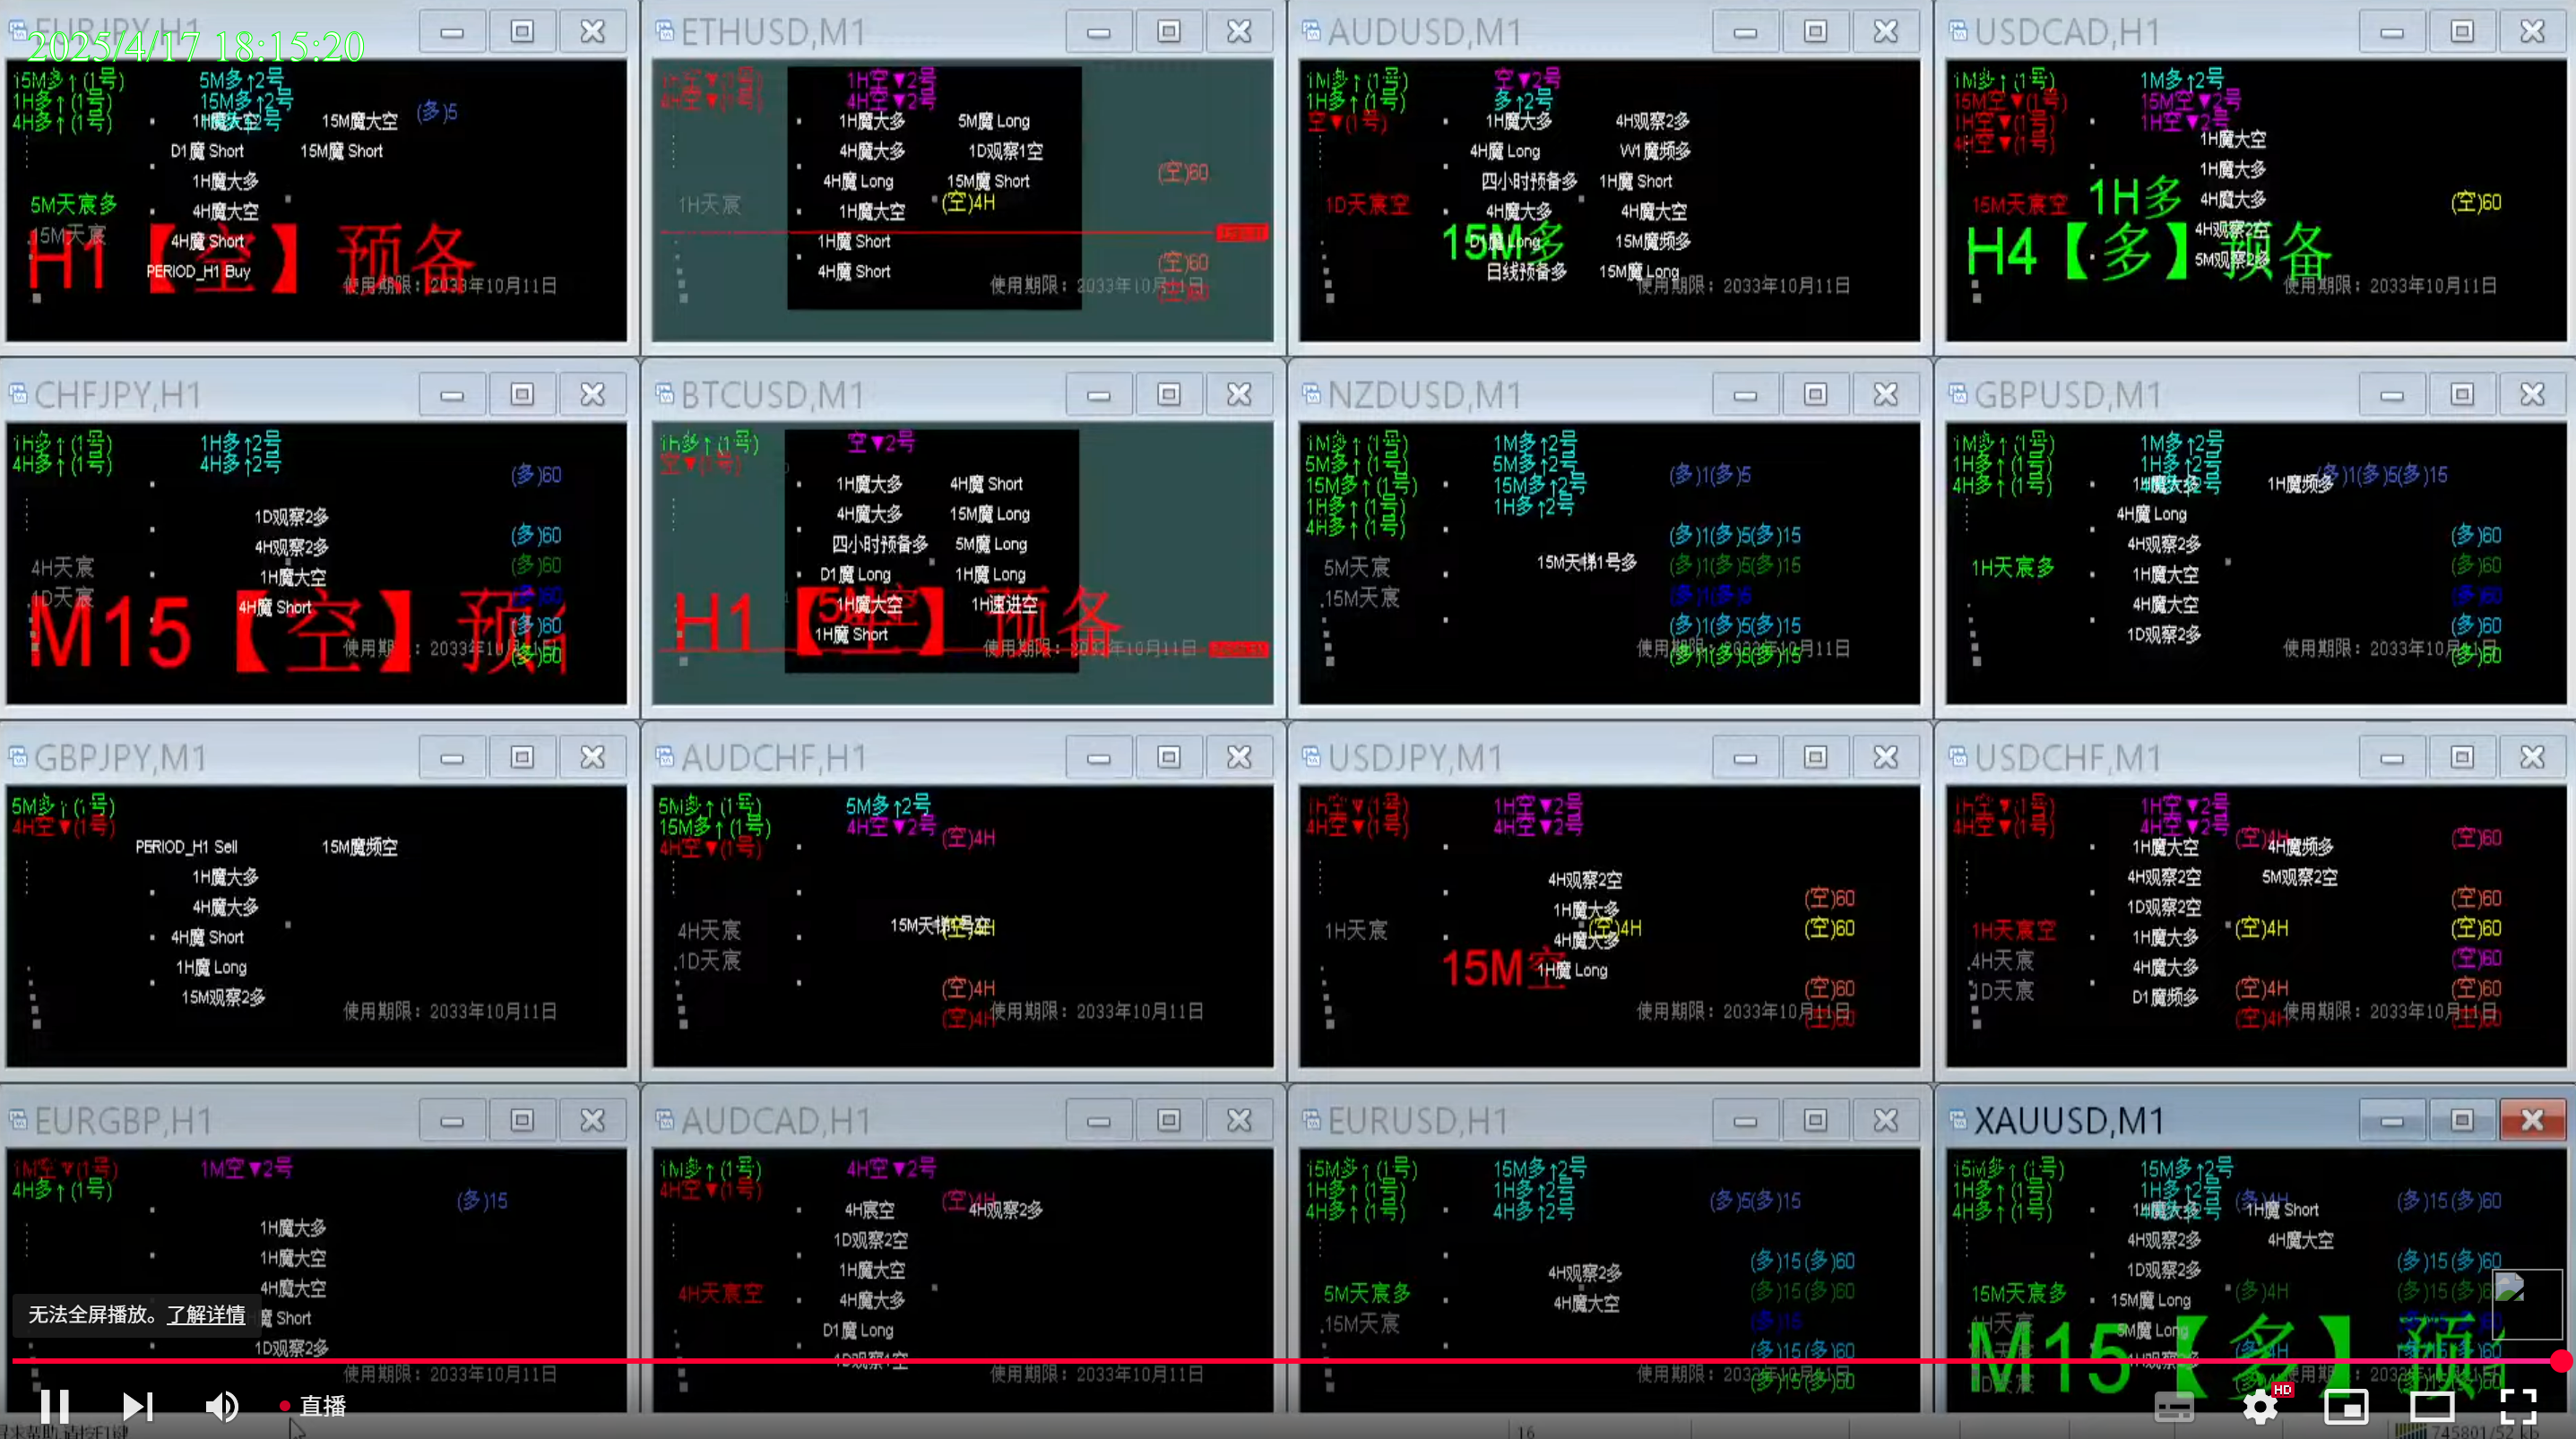 EURJPY,H1
2025/4/17 18:15:20
15M多↑(1号) 5M多↑2号
1H多↑(1号) 15M多↑2号 (多)5
4H多↑(1号) 1H魔大空 15M魔大空
D1魔 Short 15M魔 Short
1H魔大多
5M天宸多
4H魔大空
15M天宸
4H魔 Short
H1【空】预备
PERIOD_H1 Buy
使用期限：2033年10月11日
ETHUSD,M1
1H空▼2号
4H空▼(1号) 4H空▼2号
1H魔大多 5M魔 Long
4H魔大多 1D观察1空
(空)60
4H魔 Long 15M魔 Short
1H天宸 (空)4H
1H魔大空
1H魔 Short
(空)60
4H魔 Short
使用期限：2033年10月11日
(空)60
AUDUSD,M1
1M多↑(1号) 空▼2号
1H多↑(1号) 多↑2号
空▼(1号) 1H魔大多 4H观察2多
4H魔 Long W1魔频多
四小时预备多 1H魔 Short
1D天宸空
4H魔大多 4H魔大空
15M多
D1魔 Long 15M魔频多
日线预备多 15M魔 Long
使用期限：2033年10月11日
USDCAD,H1
1M多↑(1号) 1M多↑2号
15M空▼(1号) 15M空▼2号
1H空▼(1号) 1H空▼2号
4H空▼(1号) 1H魔大空
1H魔大多
15M天宸空 1H多 4H魔大多 (空)60
4H观察2空
H4【多】预备
5M观察2多
使用期限：2033年10月11日
CHFJPY,H1
1H多↑(1号) 1H多↑2号
4H多↑(1号) 4H多↑2号
(多)60
1D观察2多
(多)60
4H观察2多
4H天宸 (多)60
1H魔大空
1D天宸 (多)60
4H魔 Short
M15【空】预
(多)60
(多)60
BTCUSD,M1
1h多↑(1号) 空▼2号
空▼(1号)
1H魔大多 4H魔 Short
4H魔大多 15M魔 Long
四小时预备多 5M魔 Long
D1魔 Long 1H魔 Long
1H魔大空 1H速进空
H1【空】预备
1H魔 Short
使用期限：2033年10月11日
NZDUSD,M1
1M多↑(1号) 1M多↑2号
5M多↑(1号) 5M多↑2号
15M多↑(1号) 15M多↑2号 (多)1(多)5
1H多↑(1号) 1H多↑2号
4H多↑(1号)
(多)1(多)5(多)15
5M天宸 15M天梯1号多 (多)1(多)5(多)15
15M天宸 (多)1(多)5
(多)1(多)5(多)15
使用期限：2033年10月11日
(多)1(多)5(多)15
GBPUSD,M1
1M多↑(1号) 1M多↑2号
1H多↑(1号) 1H多↑2号 (多)1(多)5(多)15
4H多↑(1号) 1H魔大多 1H魔频多
4H魔 Long
(多)60
4H观察2多
1H天宸多 (多)60
1H魔大空
(多)60
4H魔大空
(多)60
1D观察2多
使用期限：2033年10月11日
(多)60
GBPJPY,M1
5M多↑(1号)
4H空▼(1号)
PERIOD_H1 Sell 15M魔频空
1H魔大多
4H魔大多
4H魔 Short
1H魔 Long
15M观察2多
使用期限：2033年10月11日
AUDCHF,H1
5M多↑(1号) 5M多↑2号
15M多↑(1号) 4H空▼2号
4H空▼(1号) (空)4H
4H天宸 (空)4H
1D天宸
(空)4H
(空)4H
使用期限：2033年10月11日
USDJPY,M1
1h空▼(1号) 1H空▼2号
4H空▼(1号) 4H空▼2号
4H观察2空
(空)60
1H魔大多
1H天宸 (空)4H (空)60
4H魔大多
15M空
1H魔 Long
(空)60
使用期限：2033年10月11日
(空)60
USDCHF,M1
1h空▼(1号) 1H空▼2号
4H空▼(1号) 4H空▼2号
(空)4H (空)60
1H魔大空 4H魔频多
4H观察2空 5M观察2空
1D观察2空 (空)60
1H天宸空 (空)4H (空)60
1H魔大多
4H天宸 4H魔大多 (空)60
1D天宸 (空)4H (空)60
D1魔频多
(空)4H
使用期限：2033年10月11日
(空)60
EURGBP,H1
1M空▼(1号) 1M空▼2号
4H多↑(1号)
(多)15
1H魔大多
1H魔大空
4H魔大空
魔 Short
1D观察2多
使用期限：2033年10月11日
AUDCAD,H1
1M多↑(1号) 4H空▼2号
4H空▼(1号) (空)4H
4H宸空 4H观察2多
1D观察2空
1H魔大空
4H天宸空 4H魔大多
D1魔 Long
1D观察1空
使用期限：2033年10月11日
EURUSD,H1
15M多↑(1号) 15M多↑2号
1H多↑(1号) 1H多↑2号 (多)5(多)15
4H多↑(1号) 4H多↑2号
(多)15(多)60
4H观察2多
5M天宸多 (多)15(多)60
4H魔大空
15M天宸 (多)15
(多)15(多)60
使用期限：2033年10月11日
(多)15(多)60
XAUUSD,M1
15M多↑(1号) 15M多↑2号
1H多↑(1号) 1H多↑2号 (多)4H (多)15(多)60
4H多↑(1号) 1H魔大多 1H魔 Short
4H观察2多 4H魔大空
1D观察2多 (多)15(多)60
15M天宸多 (多)4H
15M魔 Long
5M魔 Long
M15【多】预
使用期限：2033年10月11日
无法全屏播放。了解详情
直播
HD